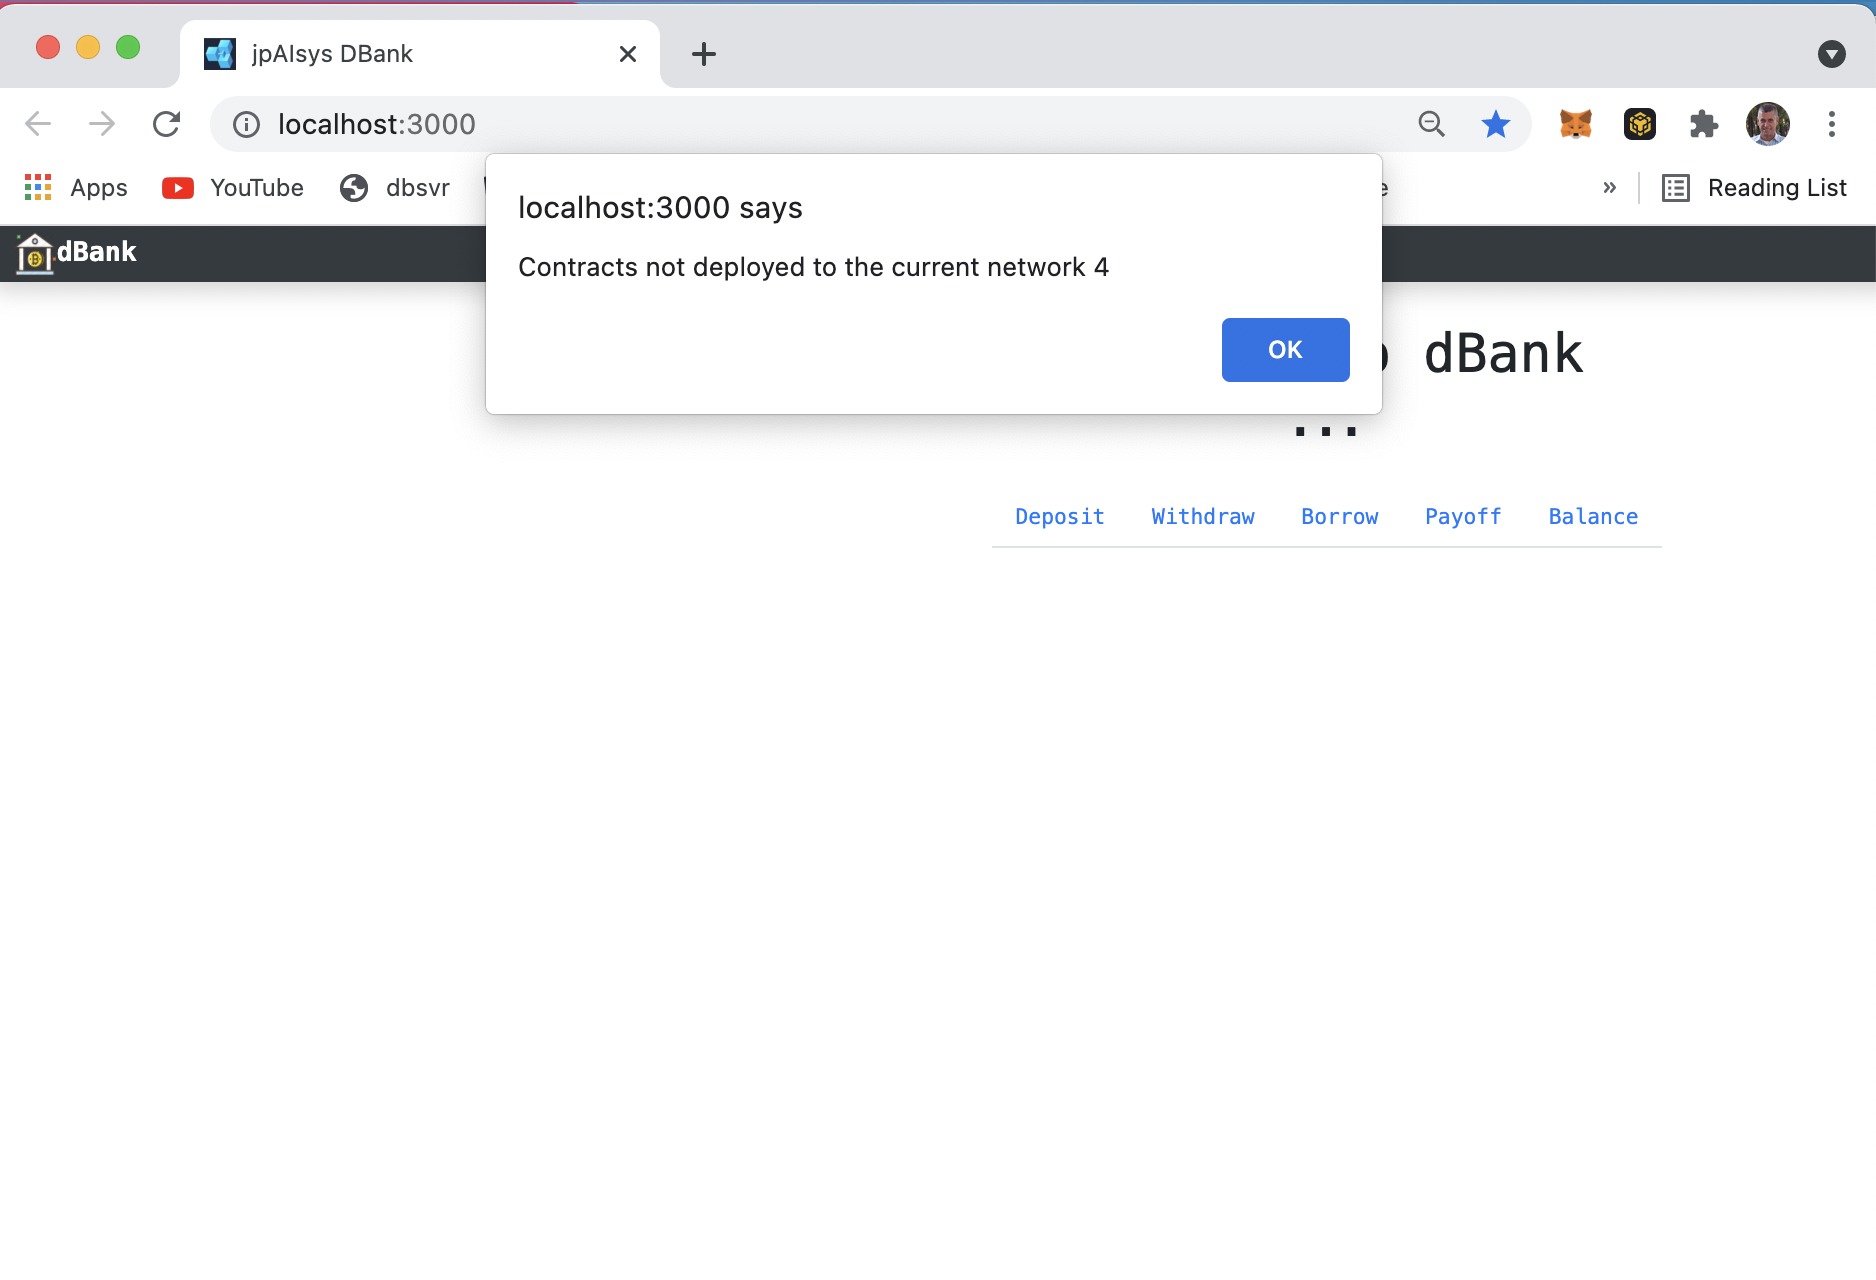 jpAIsys DBank
localhost:3000
Apps YouTube dbsvr Reading List
localhost:3000 says
Contracts not deployed to the current network 4
OK
dBank
dBank
...
Deposit Withdraw Borrow Payoff Balance